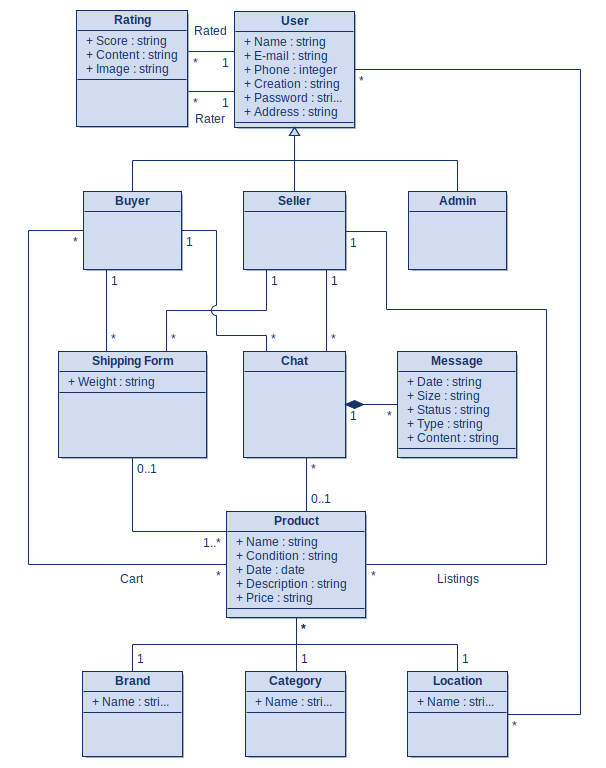 Rating
+ Score : string
+ Content : string
+ Image : string
Rated
* 1
* 1
Rater
User
+ Name : string
+ E-mail : string
+ Phone : integer
+ Creation : string
+ Password : stri...
+ Address : string
*
Buyer
Seller
Admin
*
1
1
1
1
1
*
*
*
*
Shipping Form
+ Weight : string
Chat
Message
+ Date : string
+ Size : string
+ Status : string
+ Type : string
+ Content : string
1
*
0..1
*
0..1
1..*
Product
+ Name : string
+ Condition : string
+ Date : date
+ Description : string
+ Price : string
Cart
*
*
Listings
*
1
1
1
Brand
+ Name : stri...
Category
+ Name : stri...
Location
+ Name : stri...
*